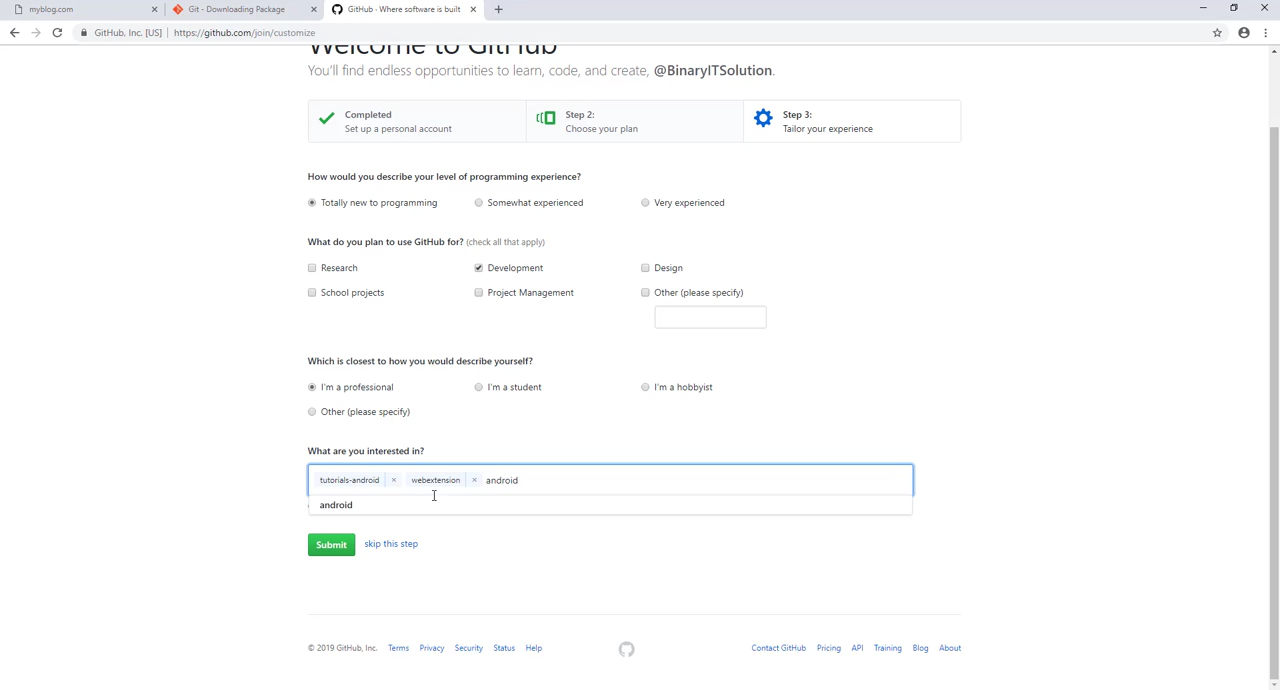 myblog.com
Git - Downloading Package
GitHub · Where software is built
GitHub, Inc. [US] | https://github.com/join/customize
Welcome to GitHub
You'll find endless opportunities to learn, code, and create, @BinaryITSolution.
Completed
Set up a personal account
Step 2:
Choose your plan
Step 3:
Tailor your experience
How would you describe your level of programming experience?
Totally new to programming
Somewhat experienced
Very experienced
What do you plan to use GitHub for? (check all that apply)
Research
Development
Design
School projects
Project Management
Other (please specify)
Which is closest to how you would describe yourself?
I'm a professional
I'm a student
I'm a hobbyist
Other (please specify)
What are you interested in?
tutorials-android × webextension × android
android
Submit
skip this step
© 2019 GitHub, Inc. Terms Privacy Security Status Help
Contact GitHub Pricing API Training Blog About